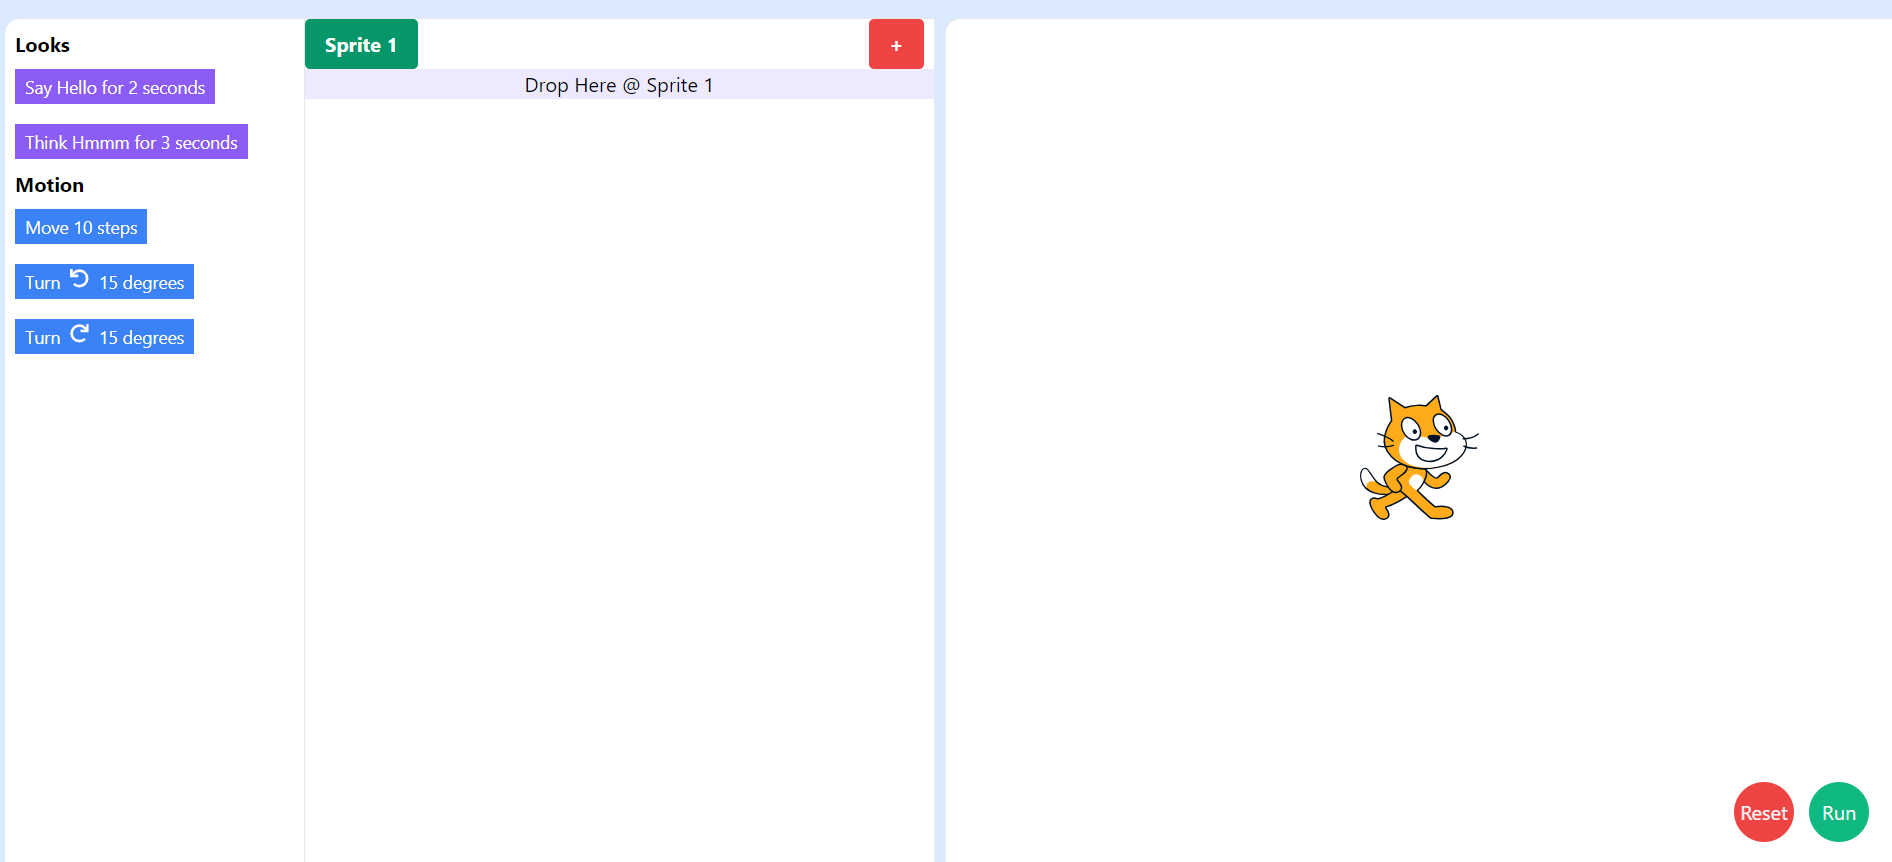 Looks
Say Hello for 2 seconds
Think Hmmm for 3 seconds
Motion
Move 10 steps
Turn 15 degrees
Turn 15 degrees
Sprite 1
+
Drop Here @ Sprite 1
Reset
Run